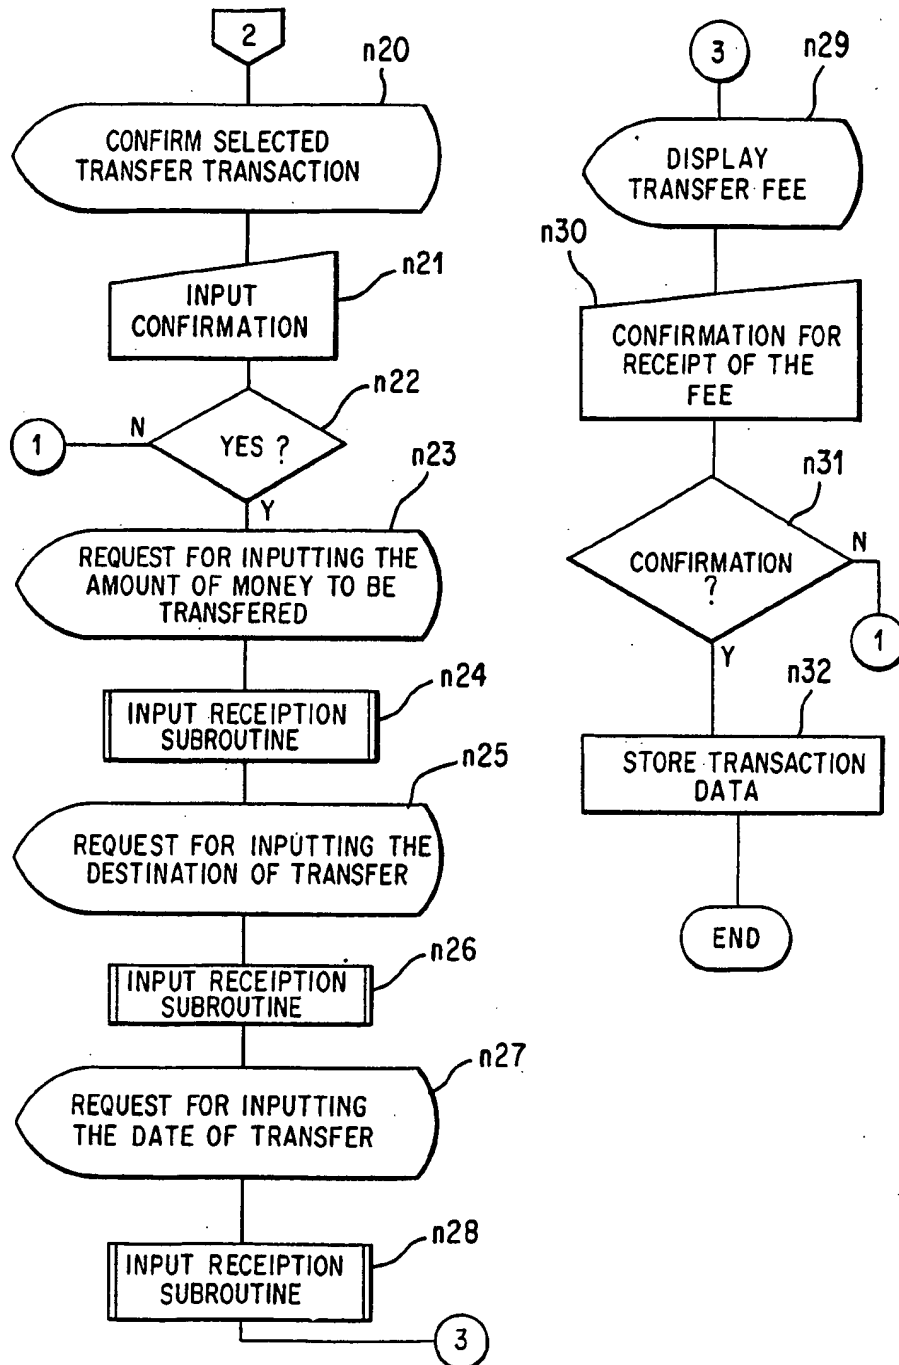 2
n20
CONFIRM SELECTED
TRANSFER TRANSACTION
n21
INPUT
CONFIRMATION
n22
YES ?
N
1
Y
n23
REQUEST FOR INPUTTING THE
AMOUNT OF MONEY TO BE
TRANSFERED
n24
INPUT RECEIPTION
SUBROUTINE
n25
REQUEST FOR INPUTTING THE
DESTINATION OF TRANSFER
n26
INPUT RECEIPTION
SUBROUTINE
n27
REQUEST FOR INPUTTING
THE DATE OF TRANSFER
n28
INPUT RECEIPTION
SUBROUTINE
3
3
n29
DISPLAY
TRANSFER FEE
n30
CONFIRMATION FOR
RECEIPT OF THE
FEE
n31
CONFIRMATION
?
N
1
Y
n32
STORE TRANSACTION
DATA
END